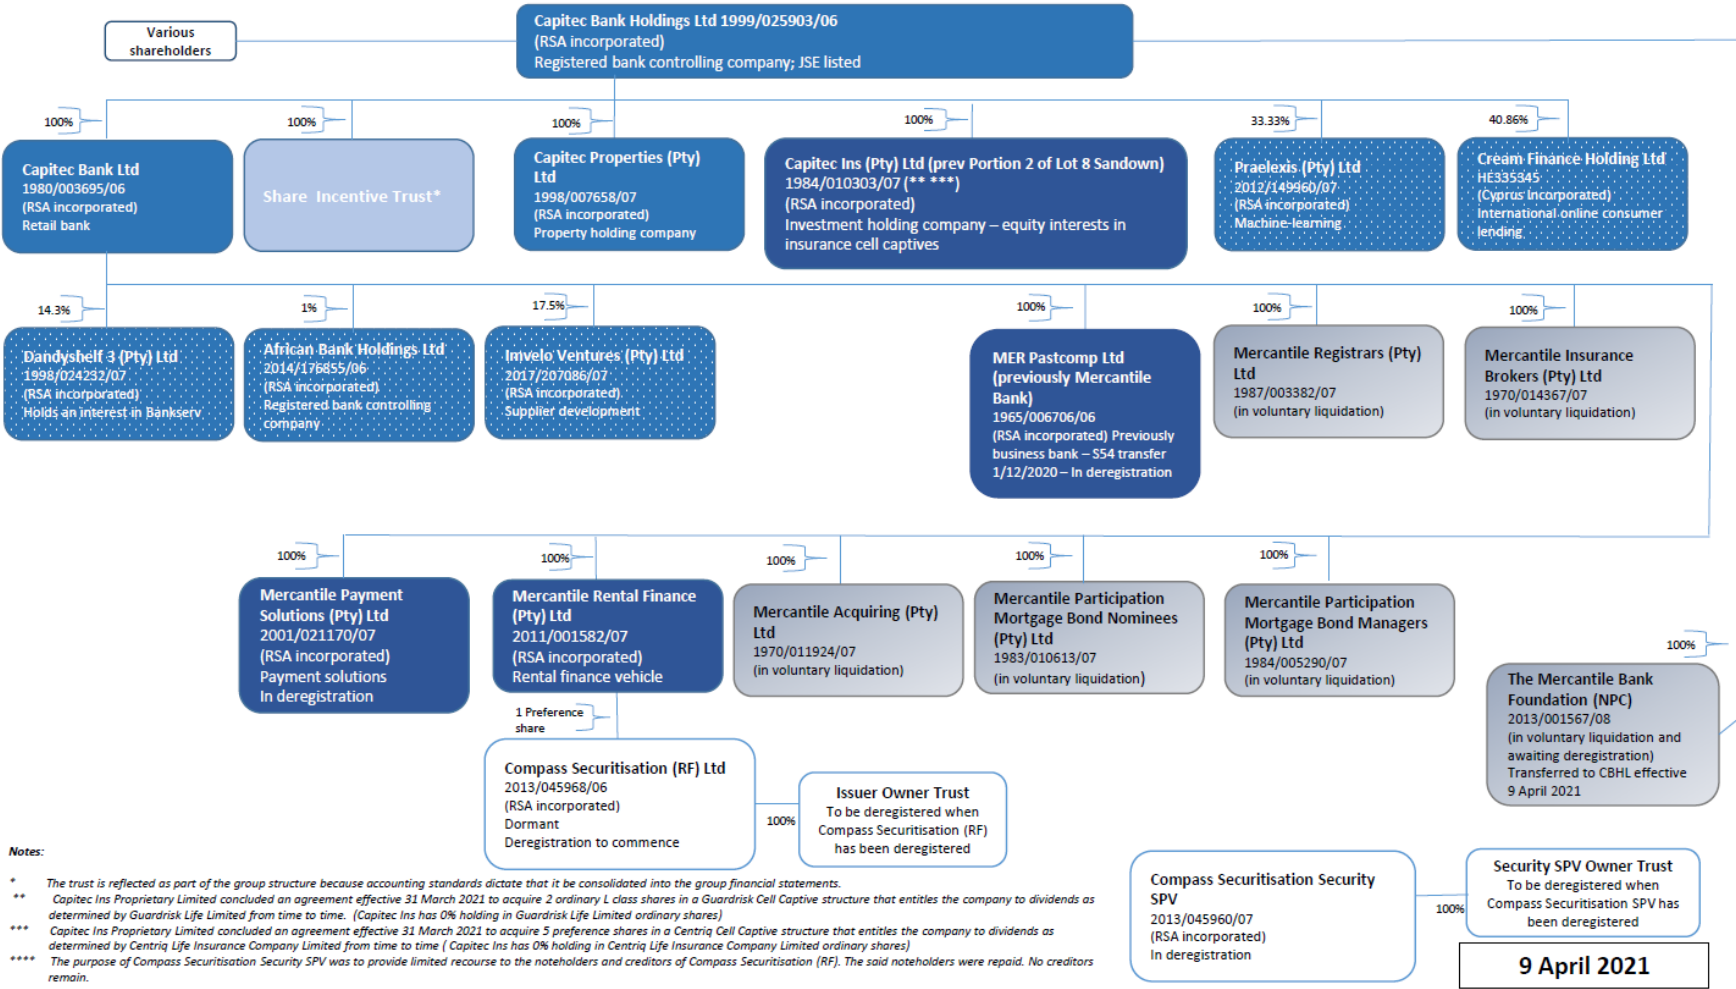 Various
shareholders
Capitec Bank Holdings Ltd 1999/025903/06
(RSA incorporated)
Registered bank controlling company; JSE listed
100%
100%
100%
100%
33.33%
40.86%
Capitec Bank Ltd
1980/003695/06
(RSA incorporated)
Retail bank
Share Incentive Trust*
Capitec Properties (Pty)
Ltd
1998/007658/07
(RSA incorporated)
Property holding company
Capitec Ins (Pty) Ltd (prev Portion 2 of Lot 8 Sandown)
1984/010303/07 (** ***)
(RSA incorporated)
Investment holding company – equity interests in
insurance cell captives
Praelexis (Pty) Ltd
2012/149960/07
(RSA incorporated)
Machine-learning
Cream Finance Holding Ltd
HE335345
(Cyprus Incorporated)
International online consumer
lending
14.3%
1%
17.5%
100%
100%
100%
Dandyshelf 3 (Pty) Ltd
1998/024232/07
(RSA incorporated)
Holds an interest in Bankserv
African Bank Holdings Ltd
2014/176855/06
(RSA incorporated)
Registered bank controlling
company
Imvelo Ventures (Pty) Ltd
2017/207086/07
(RSA incorporated)
Supplier development
MER Pastcomp Ltd
(previously Mercantile
Bank)
1965/006706/06
(RSA incorporated) Previously
business bank – S54 transfer
1/12/2020 – In deregistration
Mercantile Registrars (Pty)
Ltd
1987/003382/07
(in voluntary liquidation)
Mercantile Insurance
Brokers (Pty) Ltd
1970/014367/07
(in voluntary liquidation)
100%
100%
100%
100%
100%
100%
Mercantile Payment
Solutions (Pty) Ltd
2001/021170/07
(RSA incorporated)
Payment solutions
In deregistration
Mercantile Rental Finance
(Pty) Ltd
2011/001582/07
(RSA incorporated)
Rental finance vehicle
Mercantile Acquiring (Pty)
Ltd
1970/011924/07
(in voluntary liquidation)
Mercantile Participation
Mortgage Bond Nominees
(Pty) Ltd
1983/010613/07
(in voluntary liquidation)
Mercantile Participation
Mortgage Bond Managers
(Pty) Ltd
1984/005290/07
(in voluntary liquidation)
The Mercantile Bank
Foundation (NPC)
2013/001567/08
(in voluntary liquidation and
awaiting deregistration)
Transferred to CBHL effective
9 April 2021
1 Preference
share
Compass Securitisation (RF) Ltd
2013/045968/06
(RSA incorporated)
Dormant
Deregistration to commence
100%
Issuer Owner Trust
To be deregistered when
Compass Securitisation (RF)
has been deregistered
Compass Securitisation Security
SPV
2013/045960/07
(RSA incorporated)
In deregistration
100%
Security SPV Owner Trust
To be deregistered when
Compass Securitisation SPV has
been deregistered
Notes:
* The trust is reflected as part of the group structure because accounting standards dictate that it be consolidated into the group financial statements.
** Capitec Ins Proprietary Limited concluded an agreement effective 31 March 2021 to acquire 2 ordinary L class shares in a Guardrisk Cell Captive structure that entitles the company to dividends as
determined by Guardrisk Life Limited from time to time. (Capitec Ins has 0% holding in Guardrisk Life Limited ordinary shares)
*** Capitec Ins Proprietary Limited concluded an agreement effective 31 March 2021 to acquire 5 preference shares in a Centriq Cell Captive structure that entitles the company to dividends as
determined by Centriq Life Insurance Company Limited from time to time ( Capitec Ins has 0% holding in Centriq Life Insurance Company Limited ordinary shares)
**** The purpose of Compass Securitisation Security SPV was to provide limited recourse to the noteholders and creditors of Compass Securitisation (RF). The said noteholders were repaid. No creditors
remain.
9 April 2021